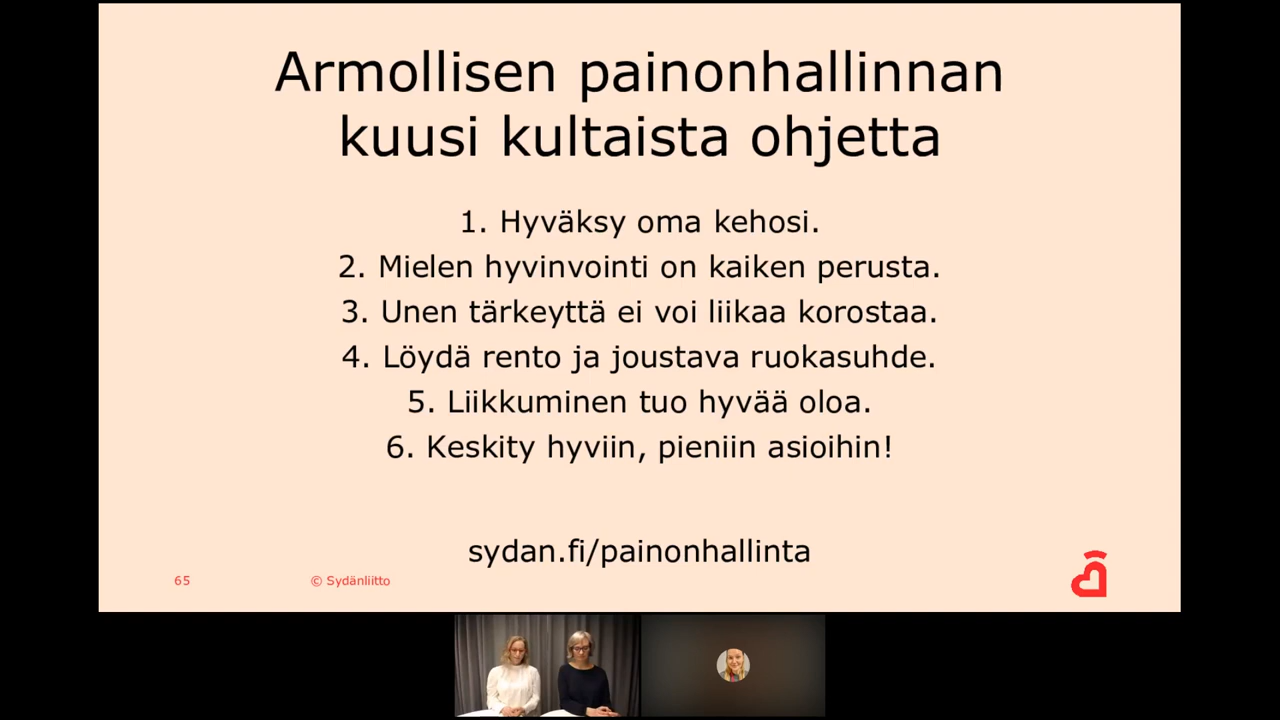 Armollisen painonhallinnan
kuusi kultaista ohjetta
1. Hyväksy oma kehosi.
2. Mielen hyvinvointi on kaiken perusta.
3. Unen tärkeyttä ei voi liikaa korostaa.
4. Löydä rento ja joustava ruokasuhde.
5. Liikkuminen tuo hyvää oloa.
6. Keskity hyviin, pieniin asioihin!
sydan.fi/painonhallinta
65
© Sydänliitto